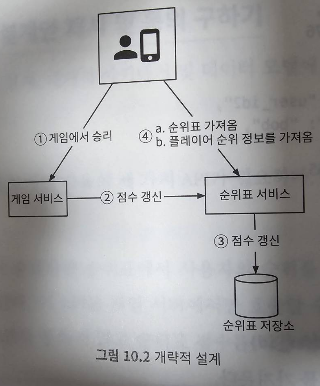 ① 게임에서 승리
④ a. 순위표 가져옴
b. 플레이어 순위 정보를 가져옴
게임 서비스
② 점수 갱신
순위표 서비스
③ 점수 갱신
순위표 저장소
그림 10.2 개략적 설계